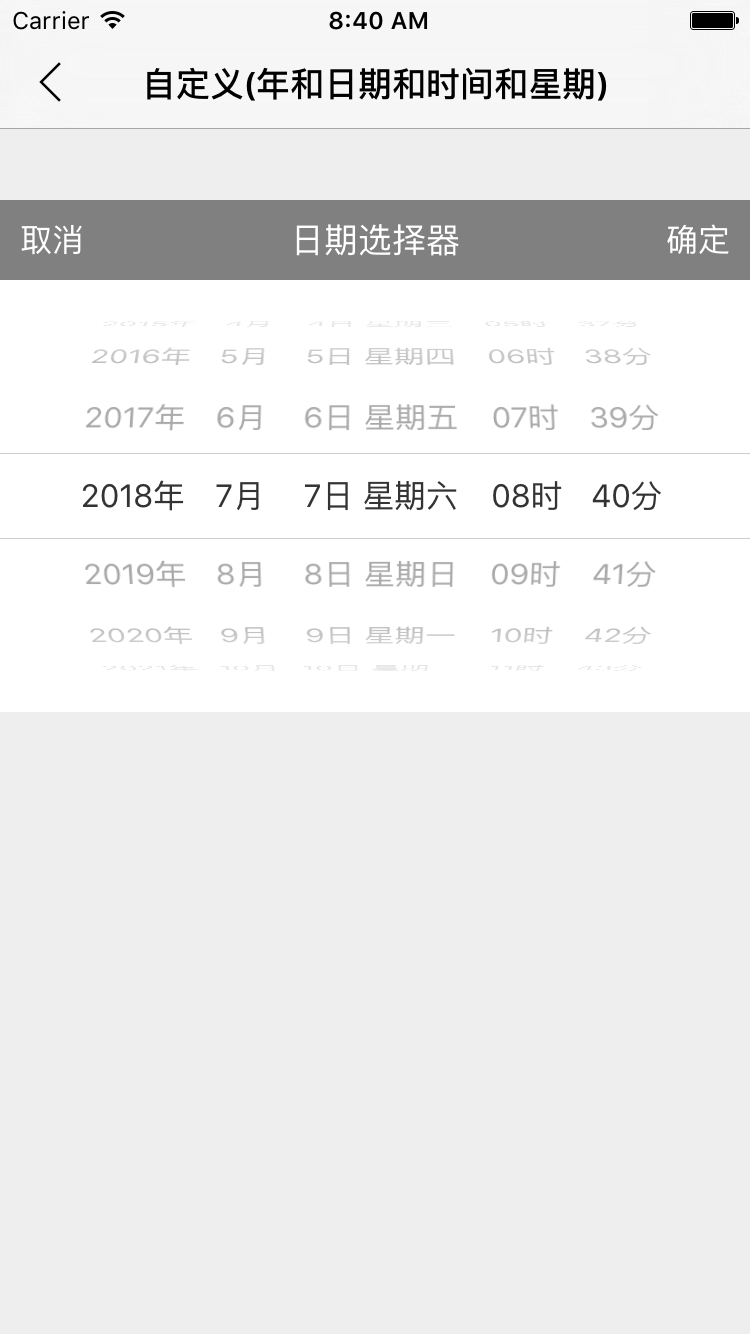 Carrier 8:40 AM
自定义(年和日期和时间和星期)
取消 日期选择器 确定
2016年 5月 5日 星期四 06时 38分
2017年 6月 6日 星期五 07时 39分
2018年 7月 7日 星期六 08时 40分
2019年 8月 8日 星期日 09时 41分
2020年 9月 9日 星期一 10时 42分